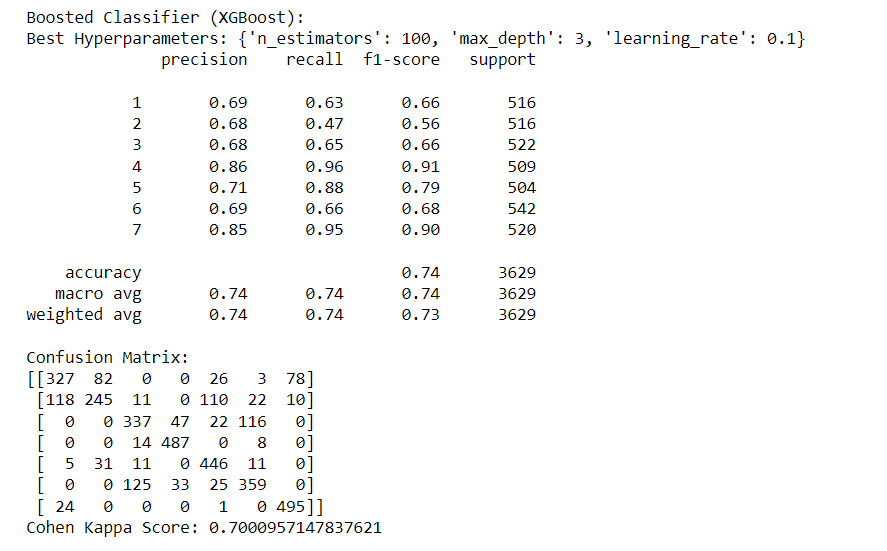 Boosted Classifier (XGBoost):
Best Hyperparameters: {'n_estimators': 100, 'max_depth': 3, 'learning_rate': 0.1}
              precision    recall  f1-score   support

           1       0.69      0.63      0.66       516
           2       0.68      0.47      0.56       516
           3       0.68      0.65      0.66       522
           4       0.86      0.96      0.91       509
           5       0.71      0.88      0.79       504
           6       0.69      0.66      0.68       542
           7       0.85      0.95      0.90       520

    accuracy                           0.74      3629
   macro avg       0.74      0.74      0.74      3629
weighted avg       0.74      0.74      0.73      3629

Confusion Matrix:
[[327  82   0   0  26   3  78]
 [118 245  11   0 110  22  10]
 [  0   0 337  47  22 116   0]
 [  0   0  14 487   0   8   0]
 [  5  31  11   0 446  11   0]
 [  0   0 125  33  25 359   0]
 [ 24   0   0   0   1   0 495]]
Cohen Kappa Score: 0.7000957147837621